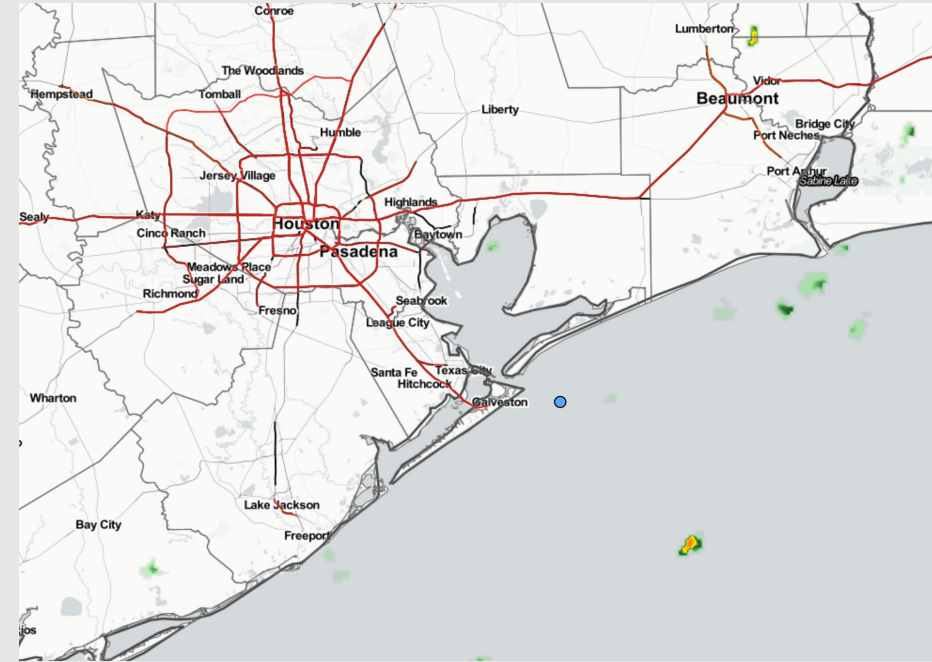 Conroe
Lumberton
The Woodlands
Vidor
Hempstead
Tomball
Beaumont
Liberty
Humble
Bridge City
Port Neches
Jersey Village
Port Arthur
Sabine Lake
Highlands
Sealy
Katy
Houston
Cinco Ranch
Baytown
Pasadena
Meadows Place
Sugar Land
Richmond
Seabrook
Fresno
League City
Santa Fe
Texas City
Hitchcock
Wharton
Galveston
Lake Jackson
Bay City
Freeport